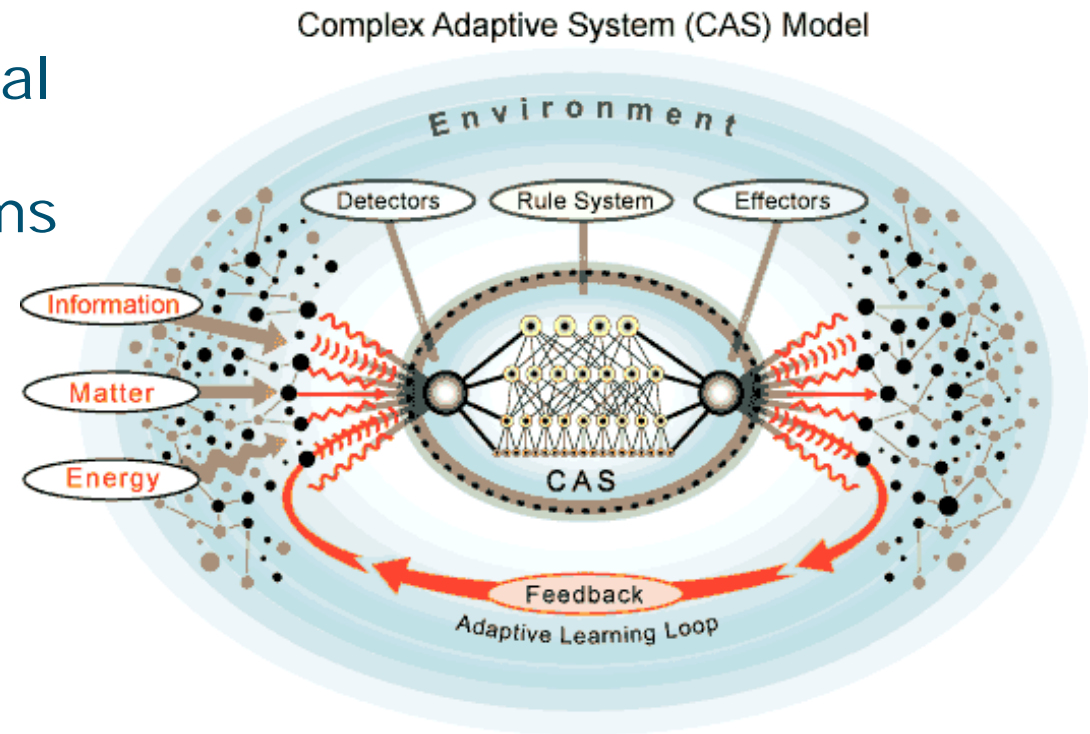 Complex Adaptive System (CAS) Model
al
ms
Environment
Detectors
Rule System
Effectors
Information
Matter
Energy
CAS
Feedback
Adaptive Learning Loop